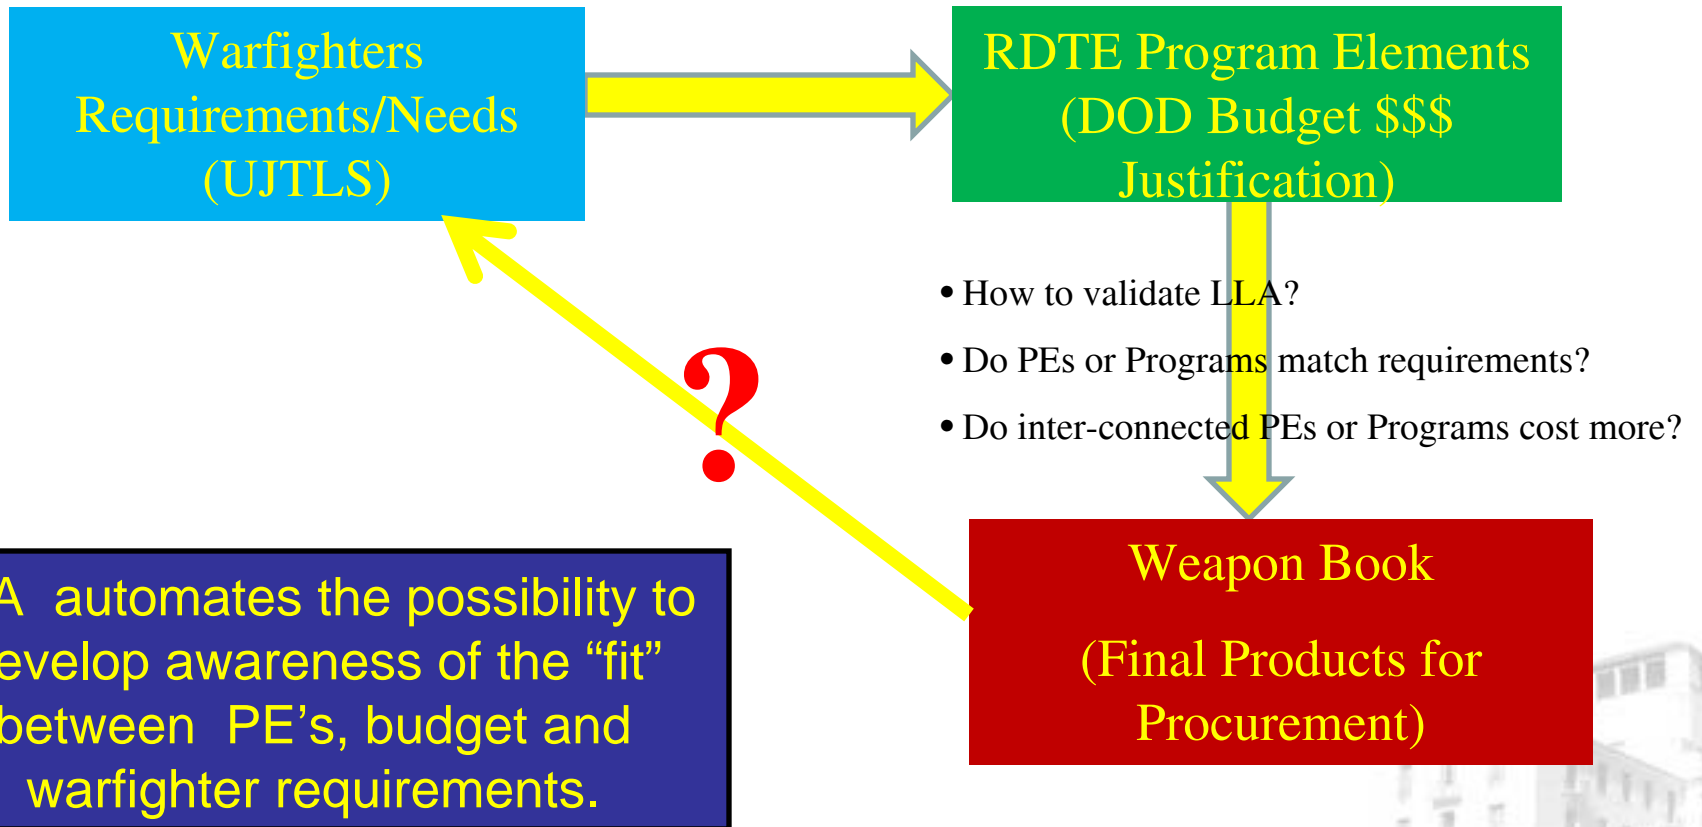 Warfighters
Requirements/Needs
(UJTLS)
RDTE Program Elements
(DOD Budget $$$
Justification)
• How to validate LLA?
• Do PEs or Programs match requirements?
• Do inter-connected PEs or Programs cost more?
?
Weapon Book
(Final Products for
Procurement)
A automates the possibility to
evelop awareness of the “fit”
between PE’s, budget and
warfighter requirements.